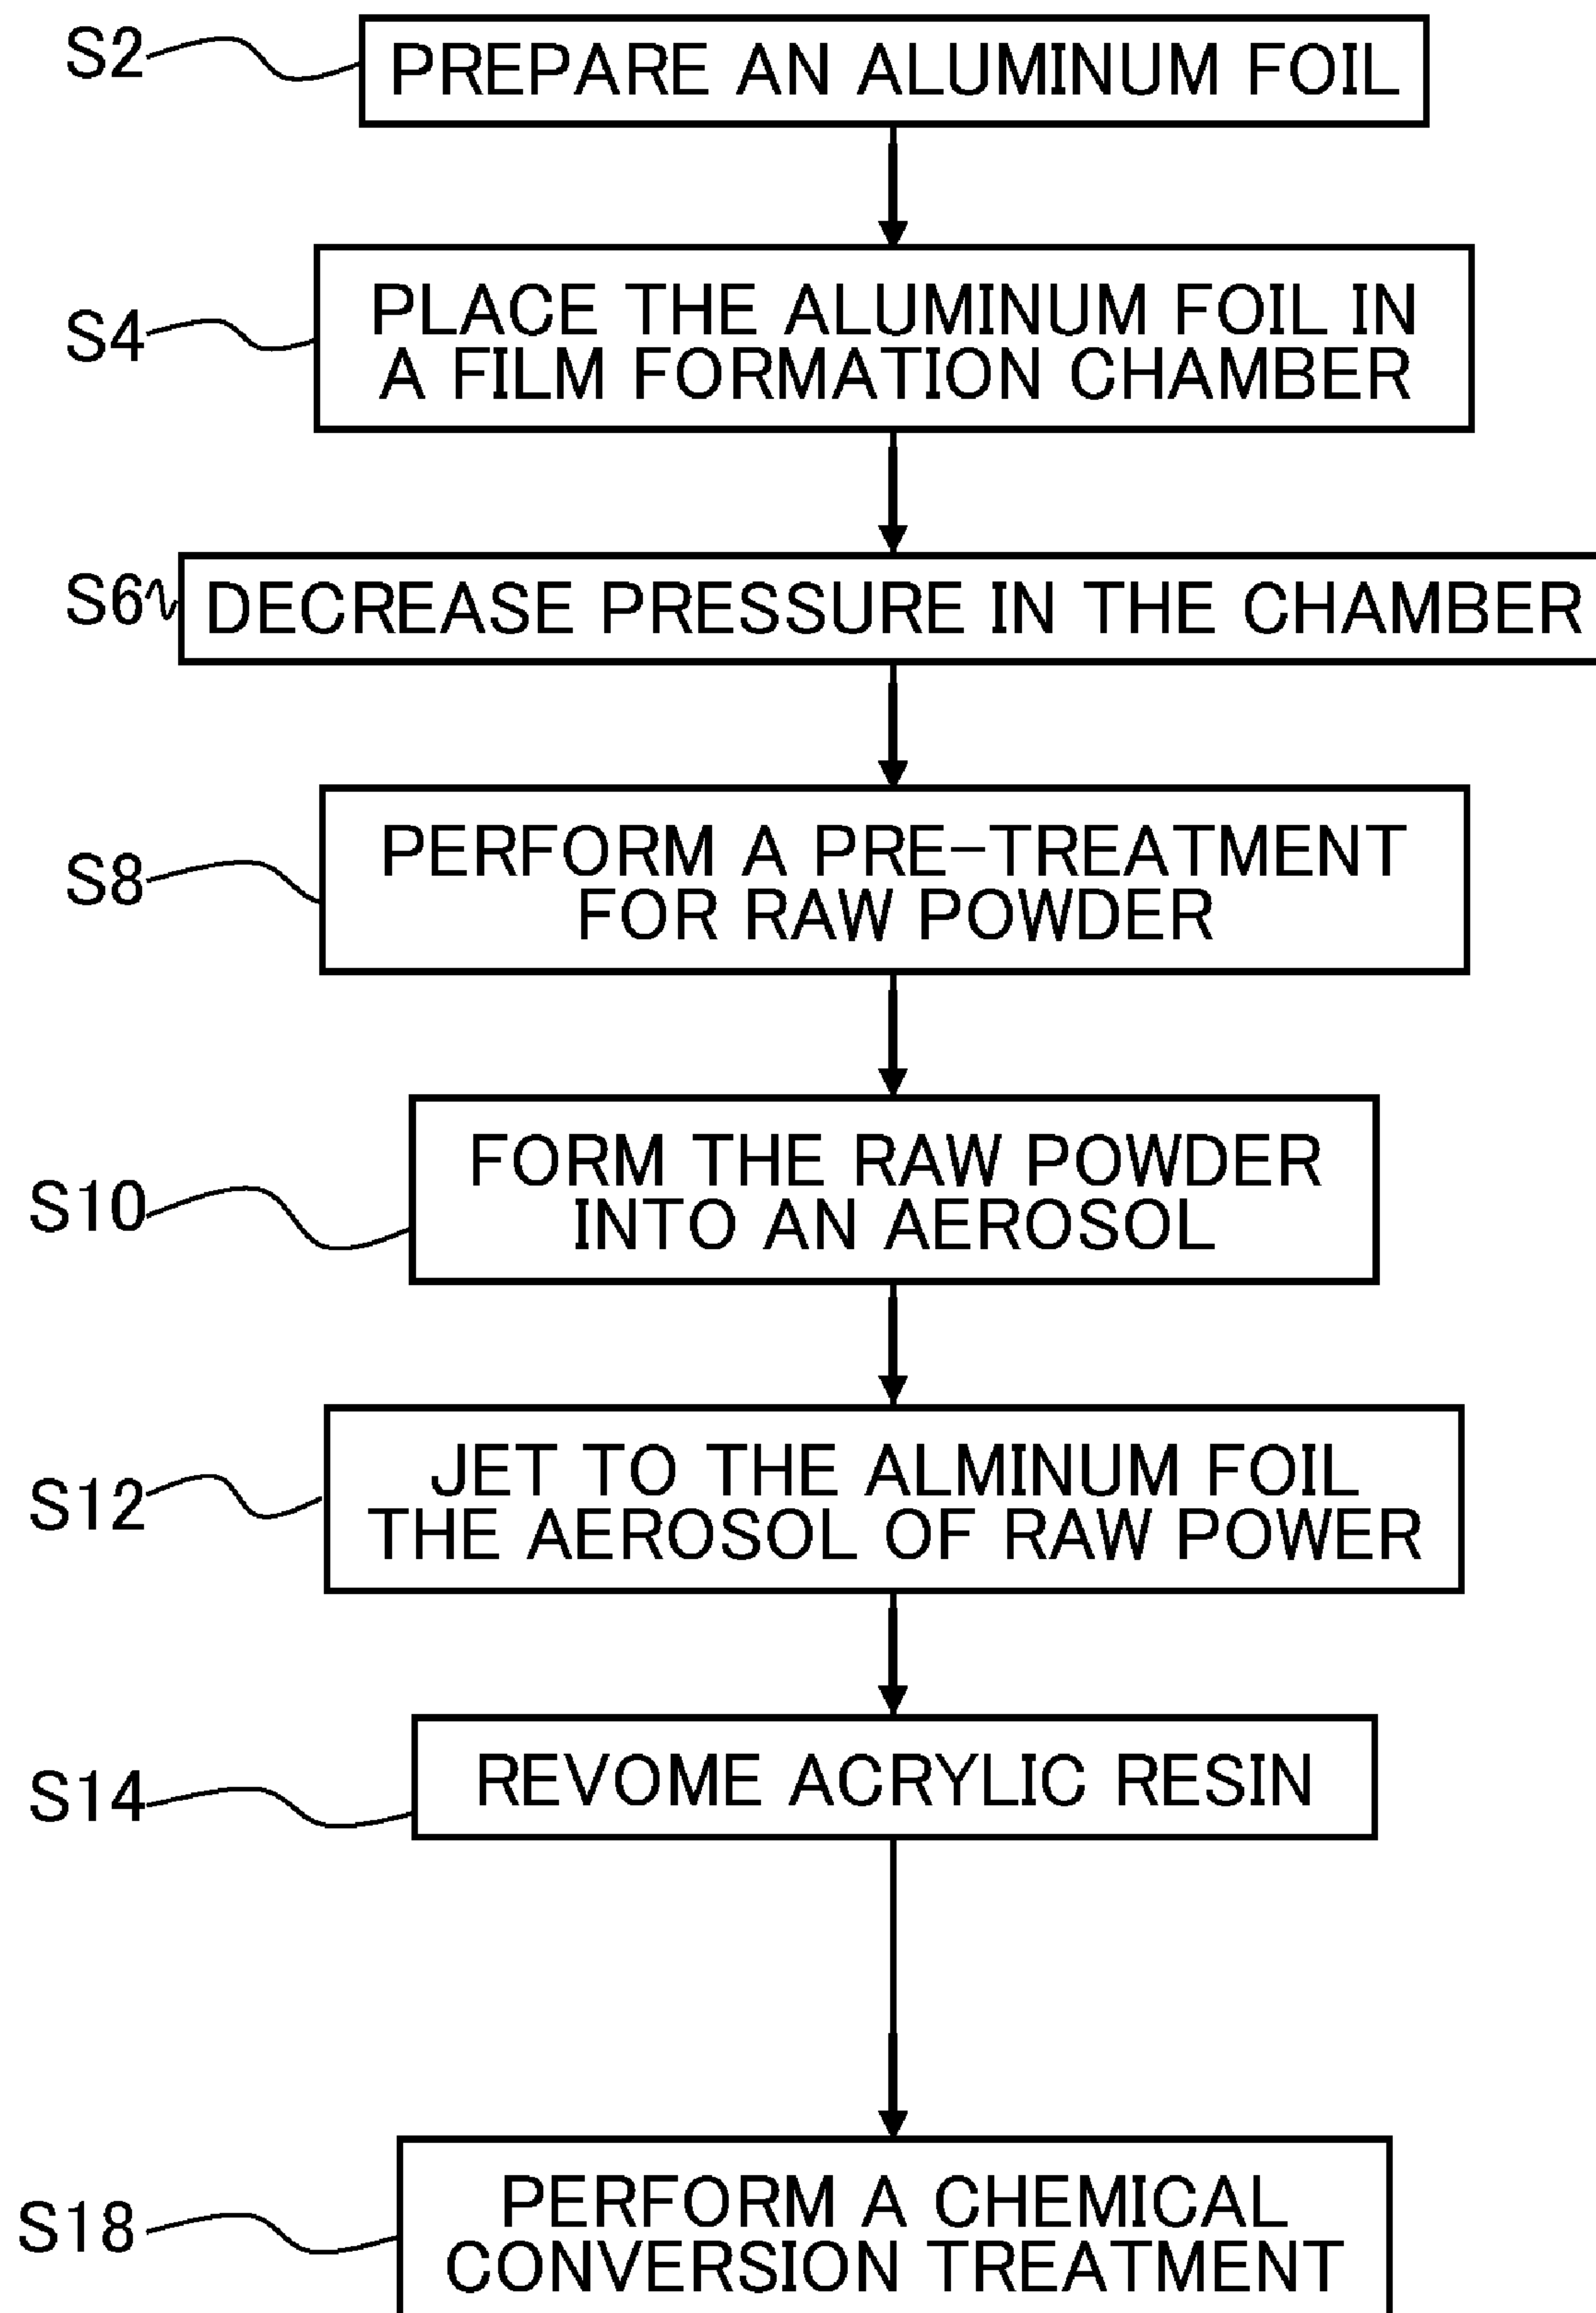 S2
PREPARE AN ALUMINUM FOIL
S4
PLACE THE ALUMINUM FOIL IN
A FILM FORMATION CHAMBER
S6
DECREASE PRESSURE IN THE CHAMBER
S8
PERFORM A PRE-TREATMENT
FOR RAW POWDER
S10
FORM THE RAW POWDER
INTO AN AEROSOL
S12
JET TO THE ALMINUM FOIL
THE AEROSOL OF RAW POWER
S14
REVOME ACRYLIC RESIN
S18
PERFORM A CHEMICAL
CONVERSION TREATMENT